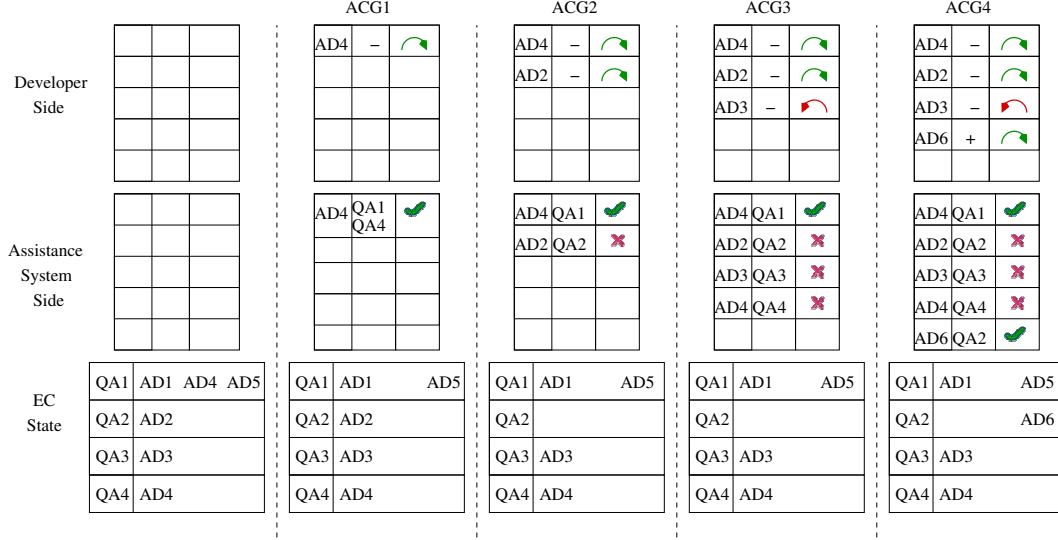 ACG1 ACG2 ACG3 ACG4
Developer
Side
AD4 –
AD4 –
AD2 –
AD4 –
AD2 –
AD3 –
AD4 –
AD2 –
AD3 –
AD6 +
Assistance
System
Side
AD4 QA1
QA4
AD4 QA1
AD2 QA2
AD4 QA1
AD2 QA2
AD3 QA3
AD4 QA4
AD4 QA1
AD2 QA2
AD3 QA3
AD4 QA4
AD6 QA2
EC
State
QA1 AD1 AD4 AD5
QA2 AD2
QA3 AD3
QA4 AD4
QA1 AD1 AD5
QA2 AD2
QA3 AD3
QA4 AD4
QA1 AD1 AD5
QA2
QA3 AD3
QA4 AD4
QA1 AD1 AD5
QA2
QA3 AD3
QA4 AD4
QA1 AD1 AD5
QA2 AD6
QA3 AD3
QA4 AD4